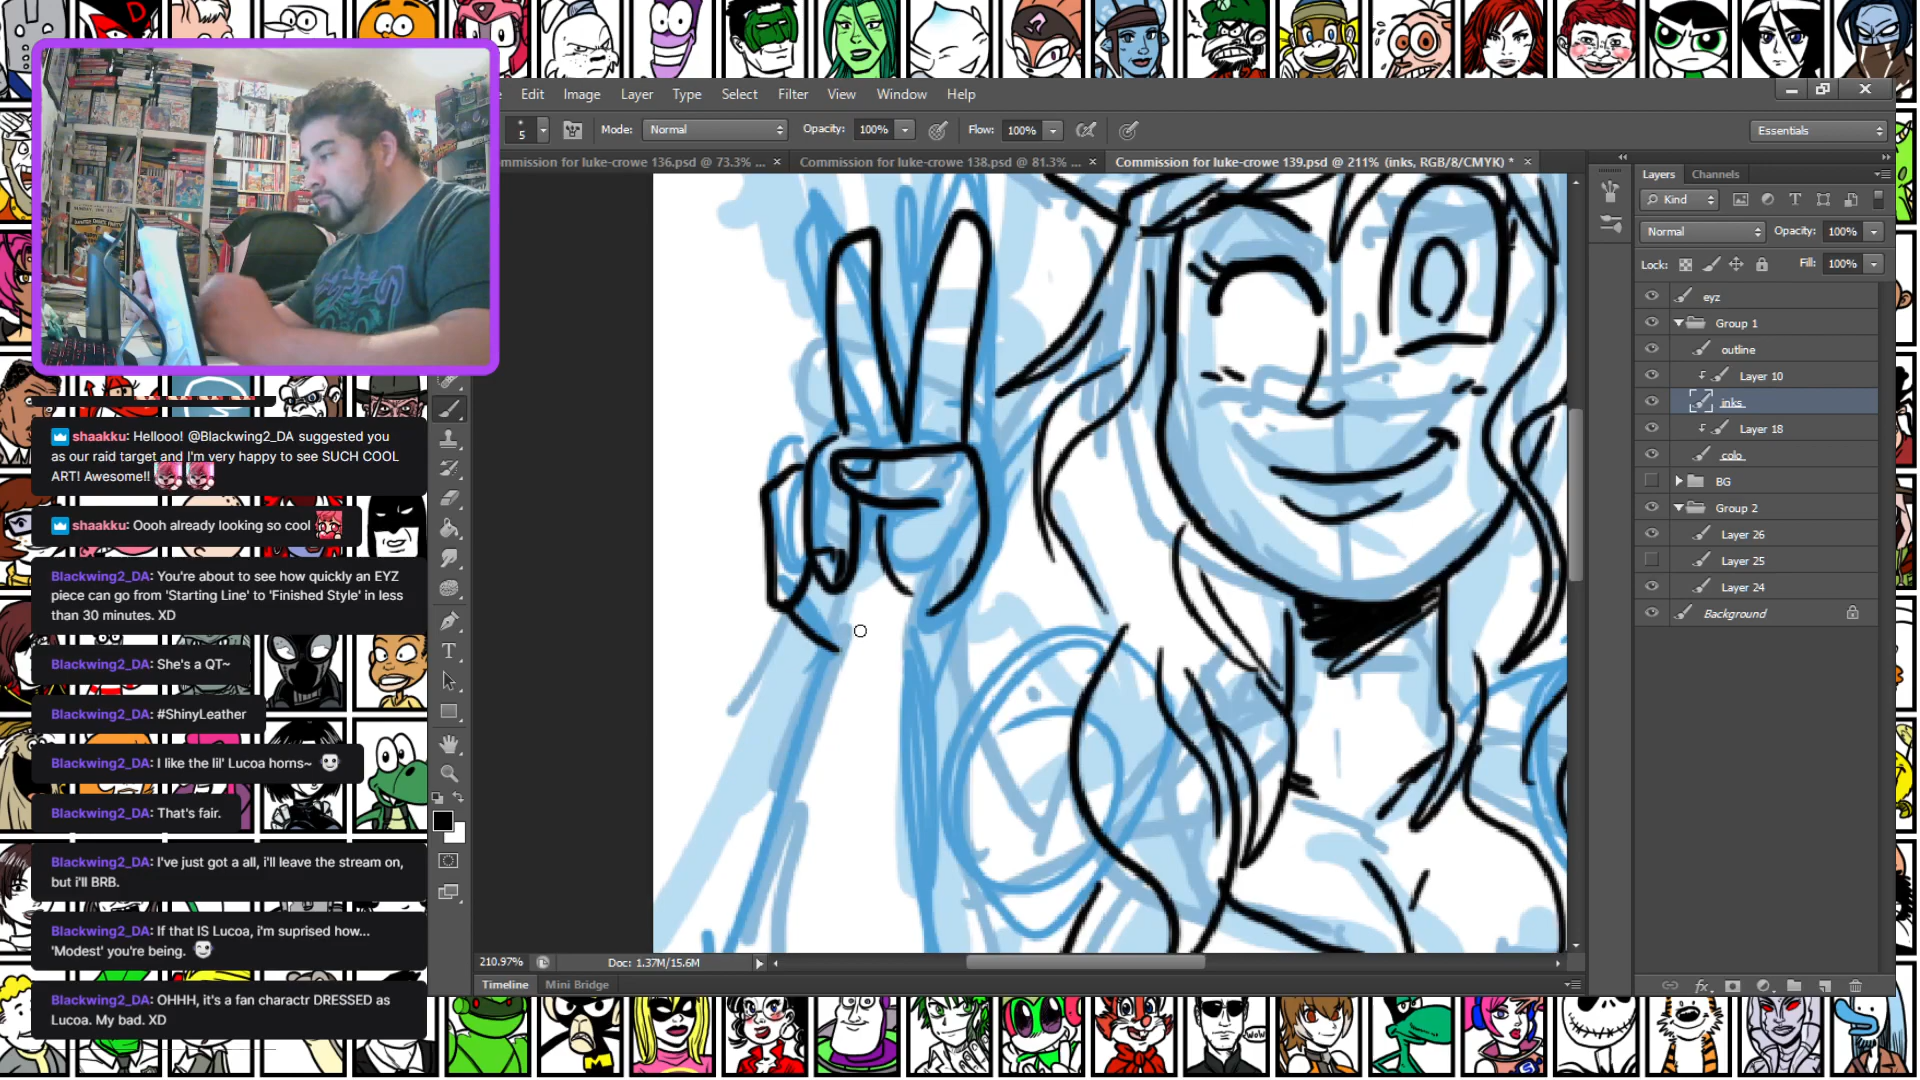 Edit Image Layer Type Select Filter View Window Help
5 Mode: Normal Opacity: 100% Flow: 100% Essentials
ommission for luke-crowe 136.psd @ 73.3% ... × Commission for luke-crowe 138.psd @ 81.3% ... × Commission for luke-crowe 139.psd @ 211% (inks, RGB/8/CMYK) * ×
Layers Channels
Kind
Normal Opacity: 100%
Lock: Fill: 100%
eyz
Group 1
outline
Layer 10
inks
Layer 18
colo
BG
Group 2
Layer 26
Layer 25
Layer 24
Background
shaakku: Hellooo! @Blackwing2_DA suggested you
as our raid target and I'm very happy to see SUCH COOL
ART! Awesome!!
shaakku: Oooh already looking so cool
Blackwing2_DA: You're about to see how quickly an EYZ
piece can go from 'Starting Line' to 'Finished Style' in less
than 30 minutes. XD
Blackwing2_DA: She's a QT~
Blackwing2_DA: #ShinyLeather
Blackwing2_DA: I like the lil' Lucoa horns~
Blackwing2_DA: That's fair.
Blackwing2_DA: I've just got a all, i'll leave the stream on,
but i'll BRB.
Blackwing2_DA: If that IS Lucoa, i'm suprised how...
'Modest' you're being.
Blackwing2_DA: OHHH, it's a fan charactr DRESSED as
Lucoa. My bad. XD
210.97% Doc: 1.37M/15.6M
Timeline Mini Bridge
WOW